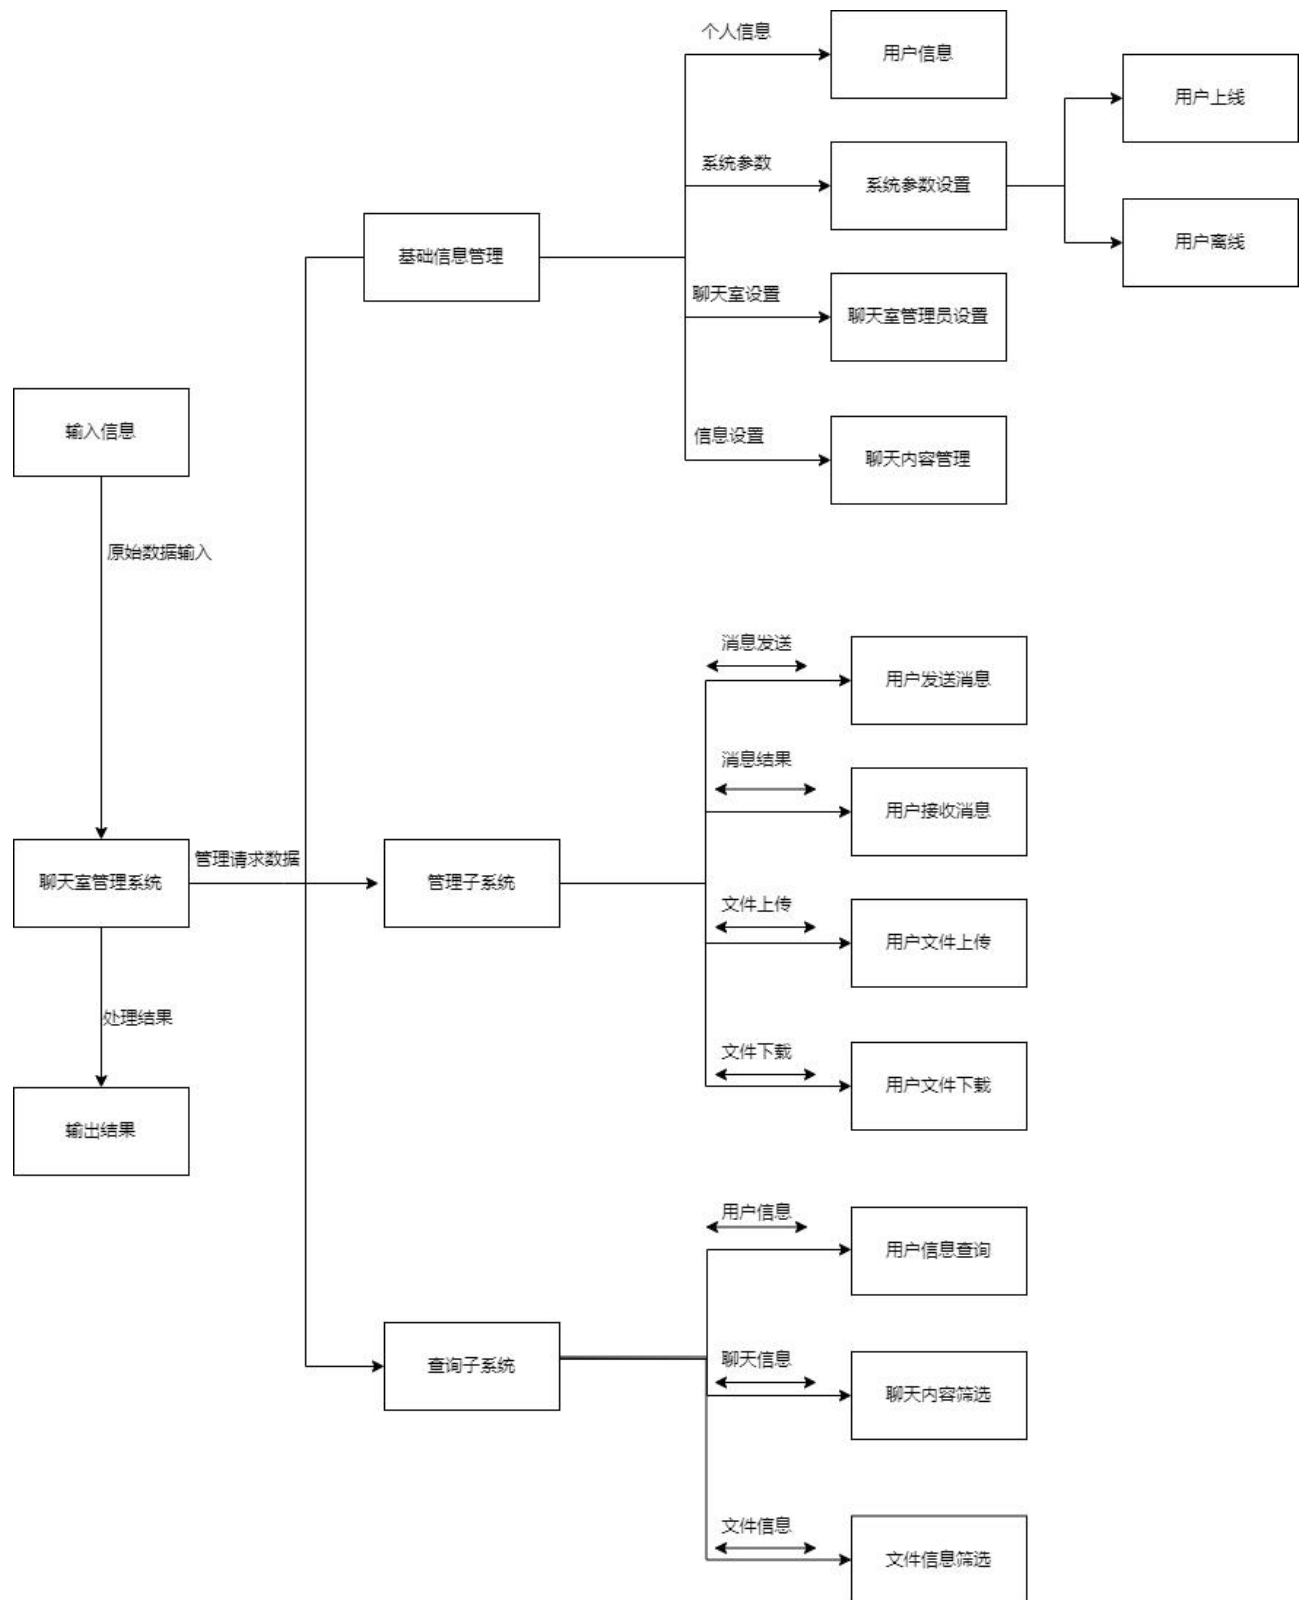 个人信息
用户信息
用户上线
系统参数
系统参数设置
用户离线
基础信息管理
聊天室设置
聊天室管理员设置
输入信息
信息设置
聊天内容管理
原始数据输入
消息发送
用户发送消息
消息结果
用户接收消息
管理请求数据
聊天室管理系统
管理子系统
文件上传
用户文件上传
处理结果
文件下载
用户文件下载
输出结果
用户信息
用户信息查询
查询子系统
聊天信息
聊天内容筛选
文件信息
文件信息筛选